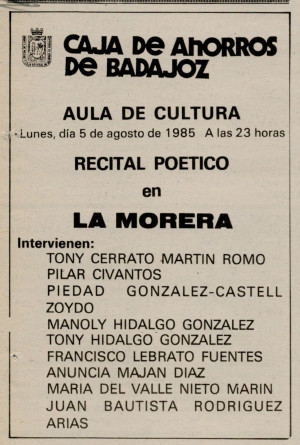 CAJA DE AHORROS
DE BADAJOZ
AULA DE CULTURA
Lunes, día 5 de agosto de 1985 A las 23 horas
RECITAL POETICO
en
LA MORERA
Intervienen:
TONY CERRATO MARTIN ROMO
PILAR CIVANTOS
PIEDAD GONZALEZ-CASTELL
ZOYDO
MANOLY HIDALGO GONZALEZ
TONY HIDALGO GONZALEZ
FRANCISCO LEBRATO FUENTES
ANUNCIA MAJAN DIAZ
MARIA DEL VALLE NIETO MARIN
JUAN BAUTISTA RODRIGUEZ
ARIAS